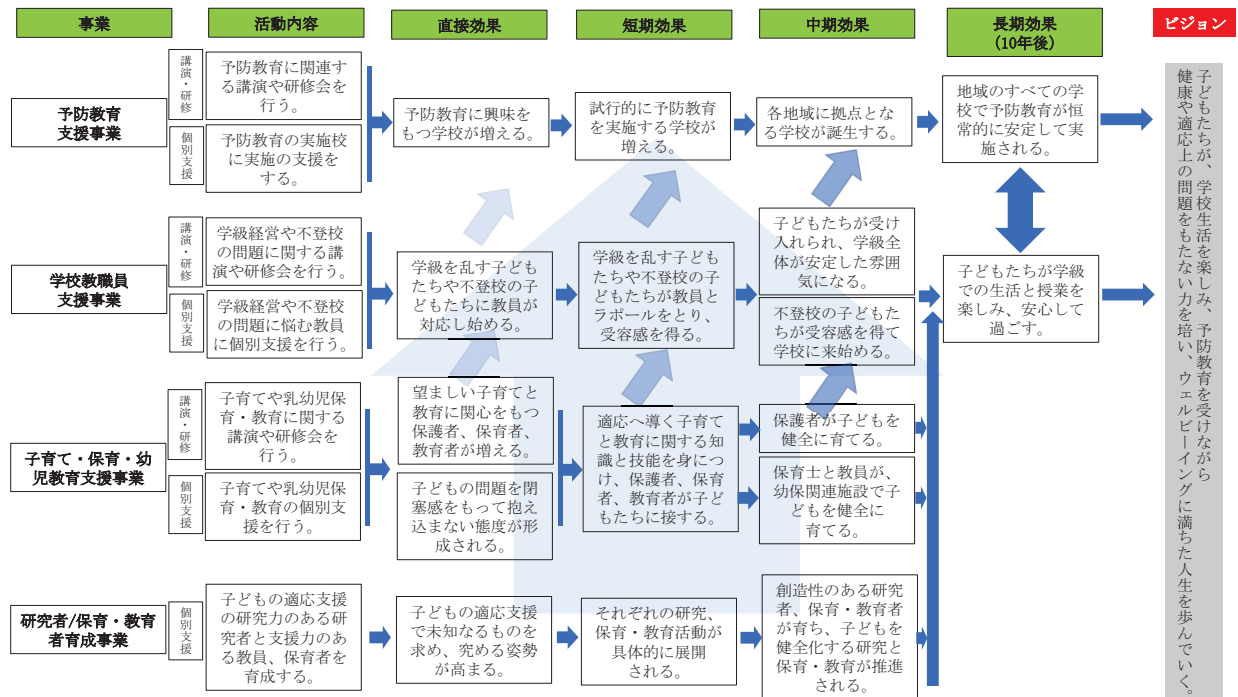 事業
活動内容
直接効果
短期効果
中期効果
長期効果
(10年後)
ビジョン
予防教育
支援事業
講演・研修
予防教育に関連す
る講演や研修会を
行う。
個別支援
予防教育の実施校
に実施の支援を
する。
予防教育に興味を
もつ学校が増える。
試行的に予防教育
を実施する学校が
増える。
各地域に拠点とな
る学校が誕生する。
地域のすべての学
校で予防教育が恒
常的に安定して実
施される。
学校教職員
支援事業
講演・研修
学級経営や不登校
の問題に関する講
演や研修会を行う。
個別支援
学級経営や不登校
の問題に悩む教員
に個別支援を行う。
学級を乱す子ども
たちや不登校の子
どもたちに教員が
対応し始める。
学級を乱す子ども
たちや不登校の子
どもたちが教員と
ラポールをとり、
受容感を得る。
子どもたちが受け
入れられ、学級全
体が安定した雰囲
気になる。
不登校の子どもた
ちが受容感を得て
学校に来始める。
子どもたちが学級
での生活と授業を
楽しみ、安心して
過ごす。
子育て・保育・幼
児教育支援事業
講演・研修
子育てや乳幼児保
育・教育に関する
講演や研修会を
行う。
個別支援
子育てや乳幼児保
育・教育の個別支
援を行う。
望ましい子育てと
教育に関心をもつ
保護者、保育者、
教育者が増える。
子どもの問題を閉
塞感をもって抱え
込まない態度が形
成される。
適応へ導く子育て
と教育に関する知
識と技能を身につ
け、保護者、保育
者、教育者が子ど
もたちに接する。
保護者が子どもを
健全に育てる。
保育士と教員が、
幼保関連施設で子
どもを健全に
育てる。
研究者/保育・教育
者育成事業
個別支援
子どもの適応支援
の研究力のある研
究者と支援力のあ
る教員、保育者を
育成する。
子どもの適応支援
で未知なるものを
求め、究める姿勢
が高まる。
それぞれの研究、
保育・教育活動が
具体的に展開
される。
創造性のある研究
者、保育・教育者
が育ち、子どもを
健全化する研究と
保育・教育が推進
される。
子どもたちが、学校生活を楽しみ、予防教育を受けながら
健康や適応上の問題をもたない力を培い、ウェルビーイングに満ちた人生を歩んでいく。